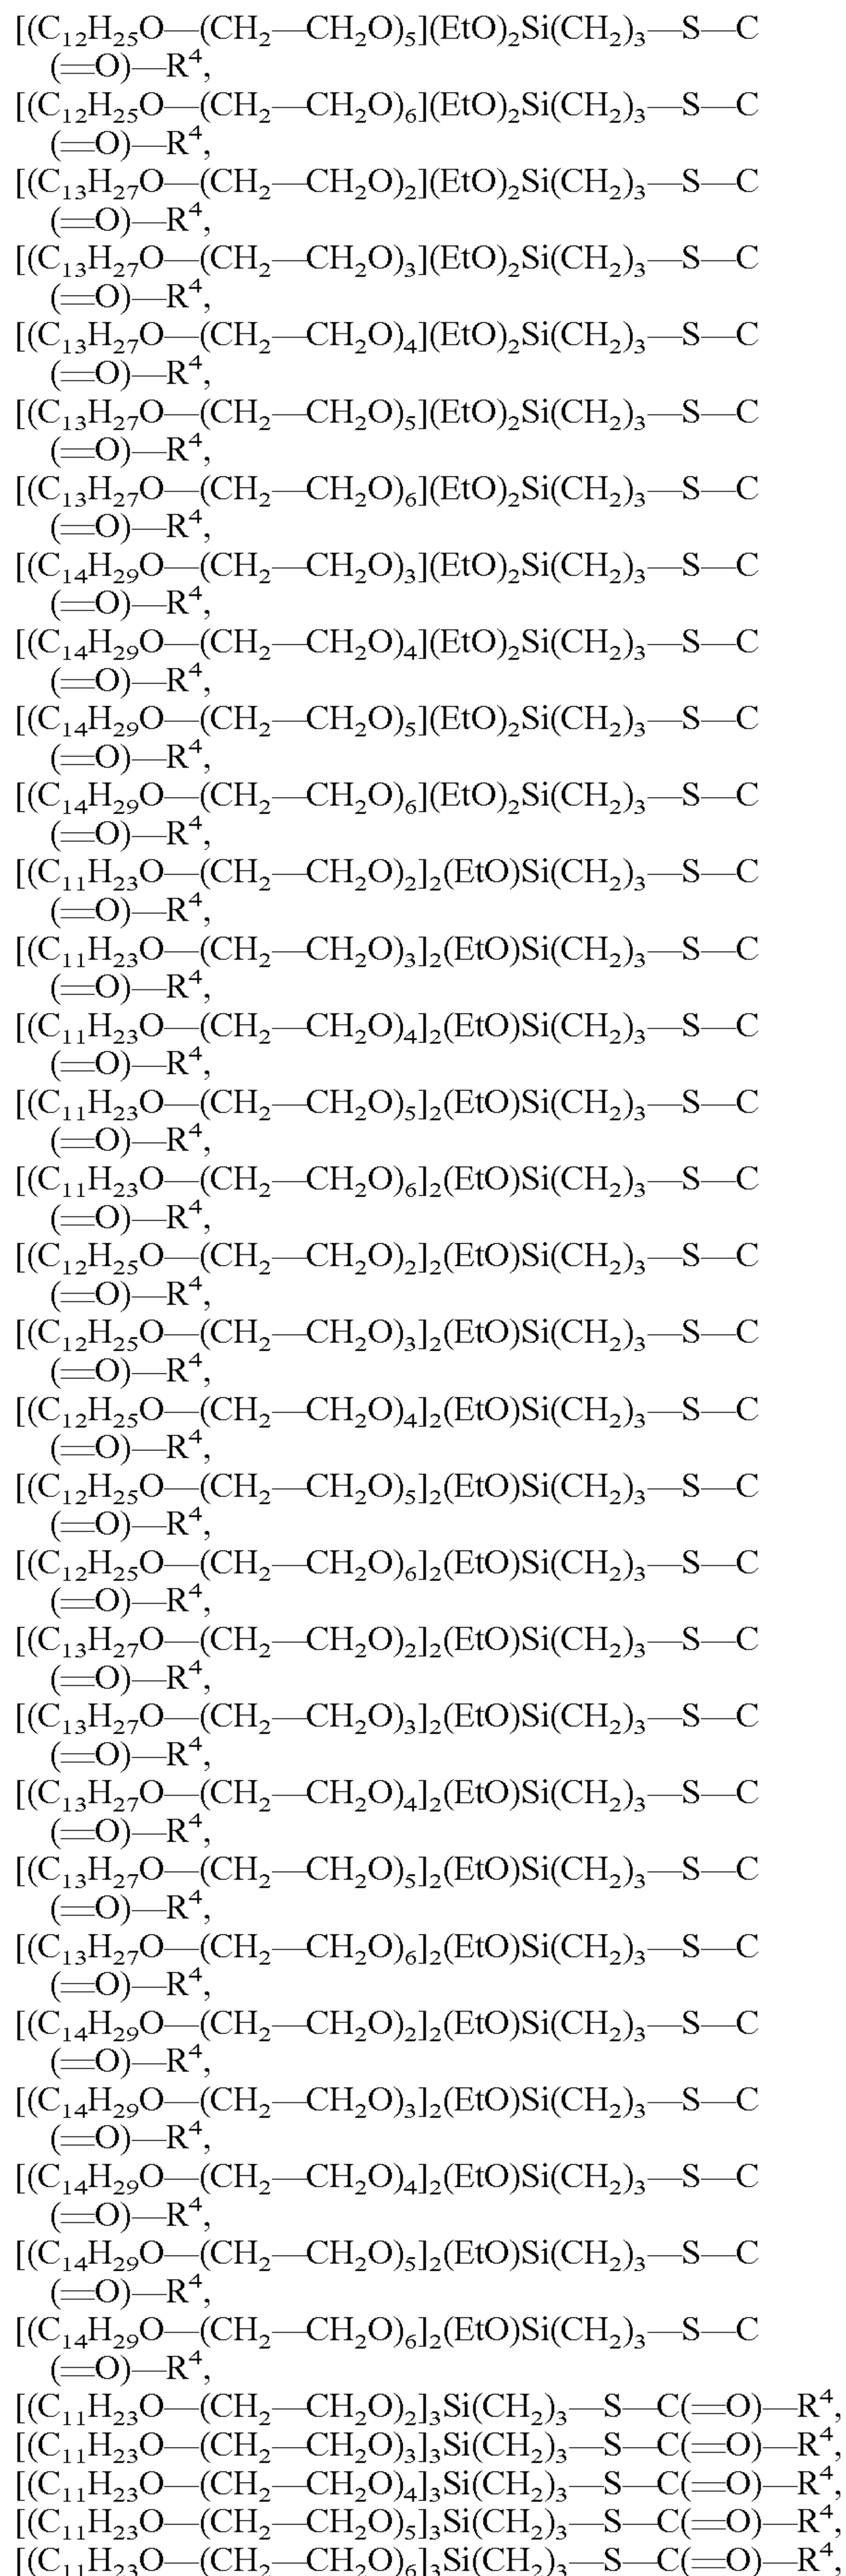 [(C₁₂H₂₅O—(CH₂—CH₂O)₅](EtO)₂Si(CH₂)₃—S—C
(=O)—R⁴,
[(C₁₂H₂₅O—(CH₂—CH₂O)₆](EtO)₂Si(CH₂)₃—S—C
(=O)—R⁴,
[(C₁₃H₂₇O—(CH₂—CH₂O)₂](EtO)₂Si(CH₂)₃—S—C
(=O)—R⁴,
[(C₁₃H₂₇O—(CH₂—CH₂O)₃](EtO)₂Si(CH₂)₃—S—C
(=O)—R⁴,
[(C₁₃H₂₇O—(CH₂—CH₂O)₄](EtO)₂Si(CH₂)₃—S—C
(=O)—R⁴,
[(C₁₃H₂₇O—(CH₂—CH₂O)₅](EtO)₂Si(CH₂)₃—S—C
(=O)—R⁴,
[(C₁₃H₂₇O—(CH₂—CH₂O)₆](EtO)₂Si(CH₂)₃—S—C
(=O)—R⁴,
[(C₁₄H₂₉O—(CH₂—CH₂O)₃](EtO)₂Si(CH₂)₃—S—C
(=O)—R⁴,
[(C₁₄H₂₉O—(CH₂—CH₂O)₄](EtO)₂Si(CH₂)₃—S—C
(=O)—R⁴,
[(C₁₄H₂₉O—(CH₂—CH₂O)₅](EtO)₂Si(CH₂)₃—S—C
(=O)—R⁴,
[(C₁₄H₂₉O—(CH₂—CH₂O)₆](EtO)₂Si(CH₂)₃—S—C
(=O)—R⁴,
[(C₁₁H₂₃O—(CH₂—CH₂O)₂]₂(EtO)Si(CH₂)₃—S—C
(=O)—R⁴,
[(C₁₁H₂₃O—(CH₂—CH₂O)₃]₂(EtO)Si(CH₂)₃—S—C
(=O)—R⁴,
[(C₁₁H₂₃O—(CH₂—CH₂O)₄]₂(EtO)Si(CH₂)₃—S—C
(=O)—R⁴,
[(C₁₁H₂₃O—(CH₂—CH₂O)₅]₂(EtO)Si(CH₂)₃—S—C
(=O)—R⁴,
[(C₁₁H₂₃O—(CH₂—CH₂O)₆]₂(EtO)Si(CH₂)₃—S—C
(=O)—R⁴,
[(C₁₂H₂₅O—(CH₂—CH₂O)₂]₂(EtO)Si(CH₂)₃—S—C
(=O)—R⁴,
[(C₁₂H₂�5O—(CH₂—CH₂O)₃]₂(EtO)Si(CH₂)₃—S—C
(=O)—R⁴,
[(C₁₂H₂₅O—(CH₂—CH₂O)₄]₂(EtO)Si(CH₂)₃—S—C
(=O)—R⁴,
[(C₁₂H₂₅O—(CH₂—CH₂O)₅]₂(EtO)Si(CH₂)₃—S—C
(=O)—R⁴,
[(C₁₂H₂₅O—(CH₂—CH₂O)₆]₂(EtO)Si(CH₂)₃—S—C
(=O)—R⁴,
[(C₁₃H₂₇O—(CH₂—CH₂O)₂]₂(EtO)Si(CH₂)₃—S—C
(=O)—R⁴,
[(C₁₃H₂₇O—(CH₂—CH₂O)₃]₂(EtO)Si(CH₂)₃—S—C
(=O)—R⁴,
[(C₁₃H₂₇O—(CH₂—CH₂O)₄]₂(EtO)Si(CH₂)₃—S—C
(=O)—R⁴,
[(C₁₃H₂₇O—(CH₂—CH₂O)₅]₂(EtO)Si(CH₂)₃—S—C
(=O)—R⁴,
[(C₁₃H₂₇O—(CH₂—CH₂O)₆]₂(EtO)Si(CH₂)₃—S—C
(=O)—R⁴,
[(C₁₄H₂₉O—(CH₂—CH₂O)₂]₂(EtO)Si(CH₂)₃—S—C
(=O)—R⁴,
[(C₁₄H₂₉O—(CH₂—CH₂O)₃]₂(EtO)Si(CH₂)₃—S—C
(=O)—R⁴,
[(C₁₄H₂₉O—(CH₂—CH₂O)₄]₂(EtO)Si(CH₂)₃—S—C
(=O)—R⁴,
[(C₁₄H₂₉O—(CH₂—CH₂O)₅]₂(EtO)Si(CH₂)₃—S—C
(=O)—R⁴,
[(C₁₄H₂₉O—(CH₂—CH₂O)₆]₂(EtO)Si(CH₂)₃—S—C
(=O)—R⁴,
[(C₁₁H₂₃O—(CH₂—CH₂O)₂]₃Si(CH₂)₃—S—C(=O)—R⁴,
[(C₁₁H₂₃O—(CH₂—CH₂O)₃]₃Si(CH₂)₃—S—C(=O)—R⁴,
[(C₁₁H₂₃O—(CH₂—CH₂O)₄]₃Si(CH₂)₃—S—C(=O)—R⁴,
[(C₁₁H₂₃O—(CH₂—CH₂O)₅]₃Si(CH₂)₃—S—C(=O)—R⁴,
[(C₁₁H₂₃O—(CH₂—CH₂O)₆]₃Si(CH₂)₃—S—C(=O)—R⁴,